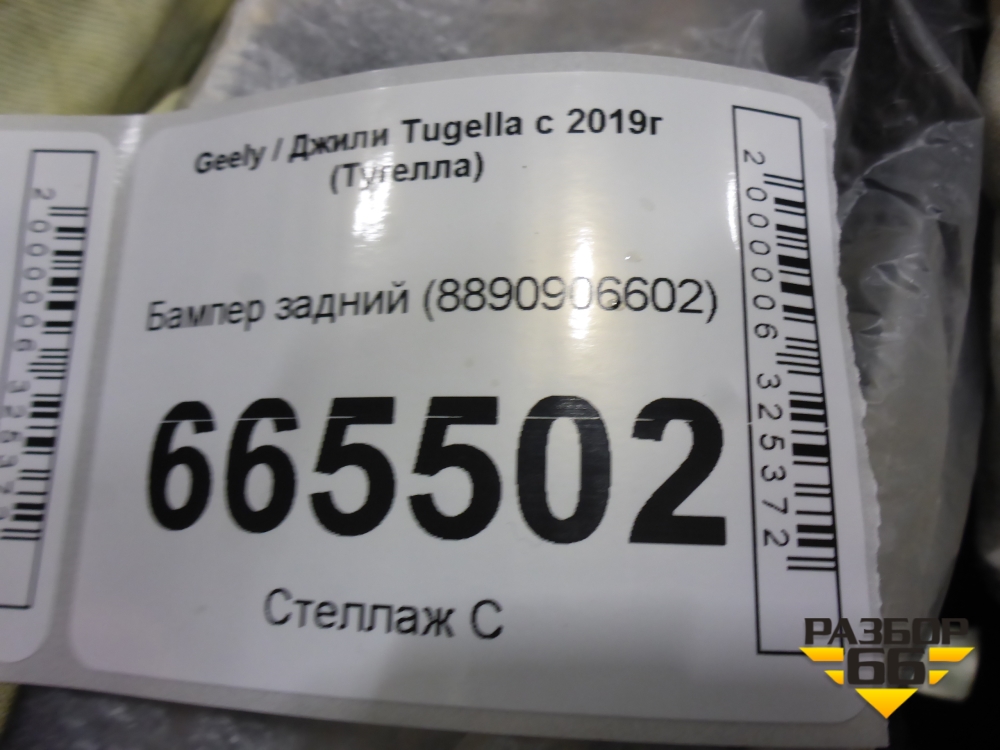 Geely / Джили Tugella с 2019г
(Тугелла)
Бампер задний (8890906602)
665502
Стеллаж С
2000006325372
РАЗБОР
66